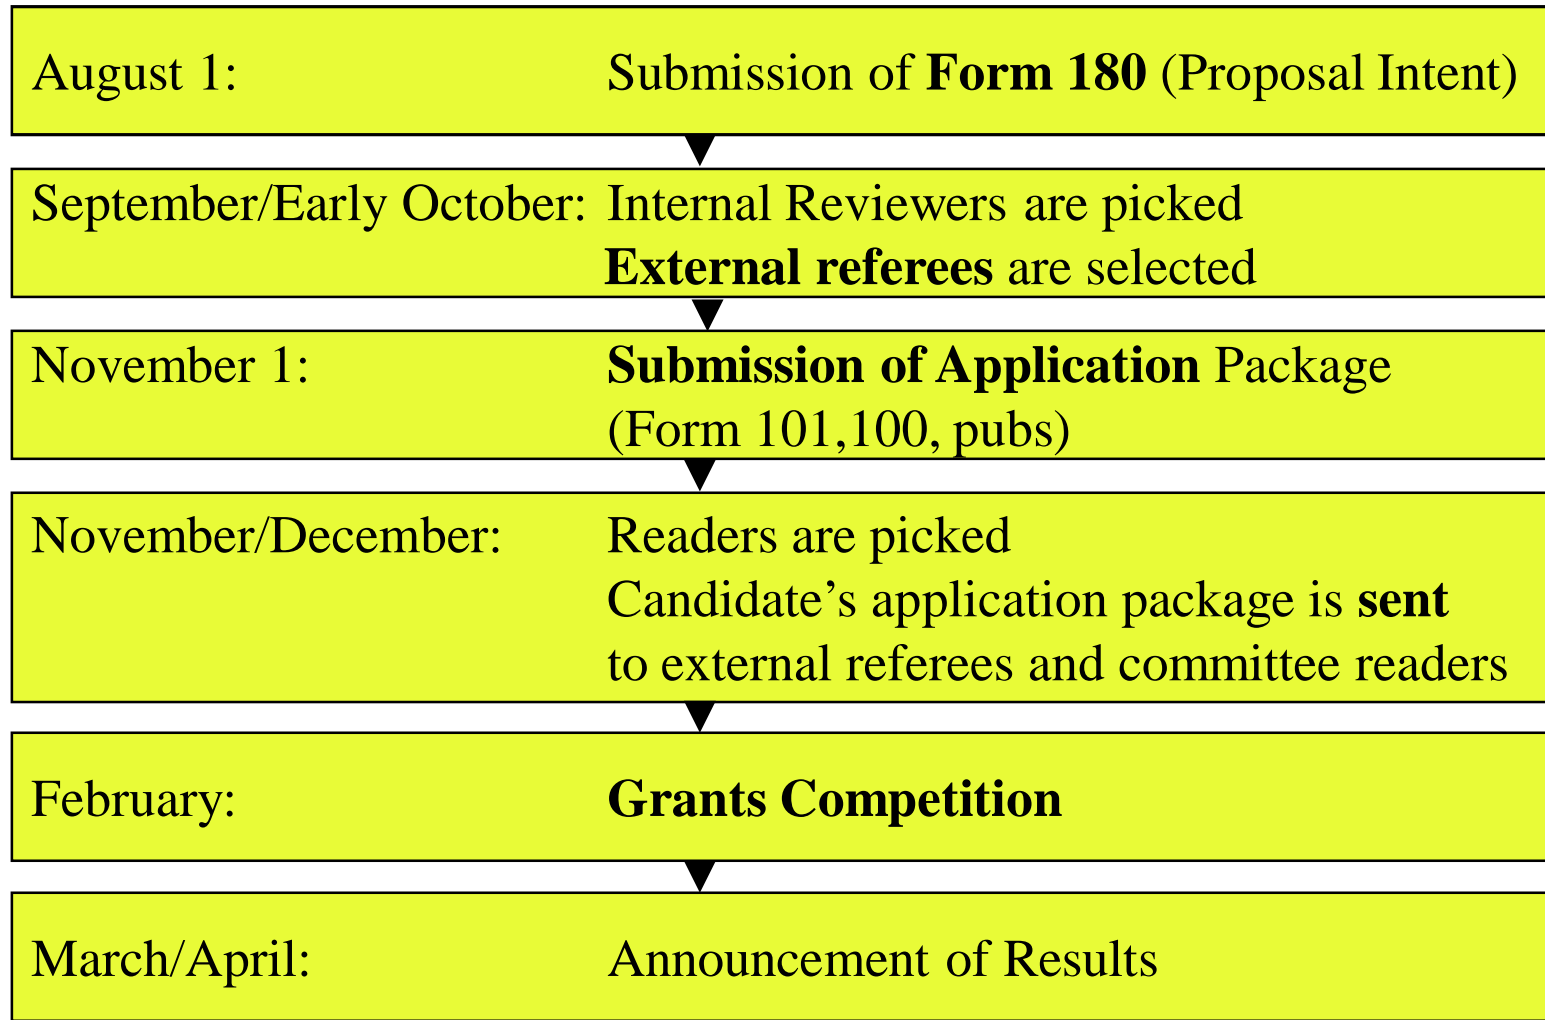 August 1: Submission of Form 180 (Proposal Intent)
September/Early October: Internal Reviewers are picked
External referees are selected
November 1: Submission of Application Package
(Form 101,100, pubs)
November/December: Readers are picked
Candidate’s application package is sent
to external referees and committee readers
February: Grants Competition
March/April: Announcement of Results